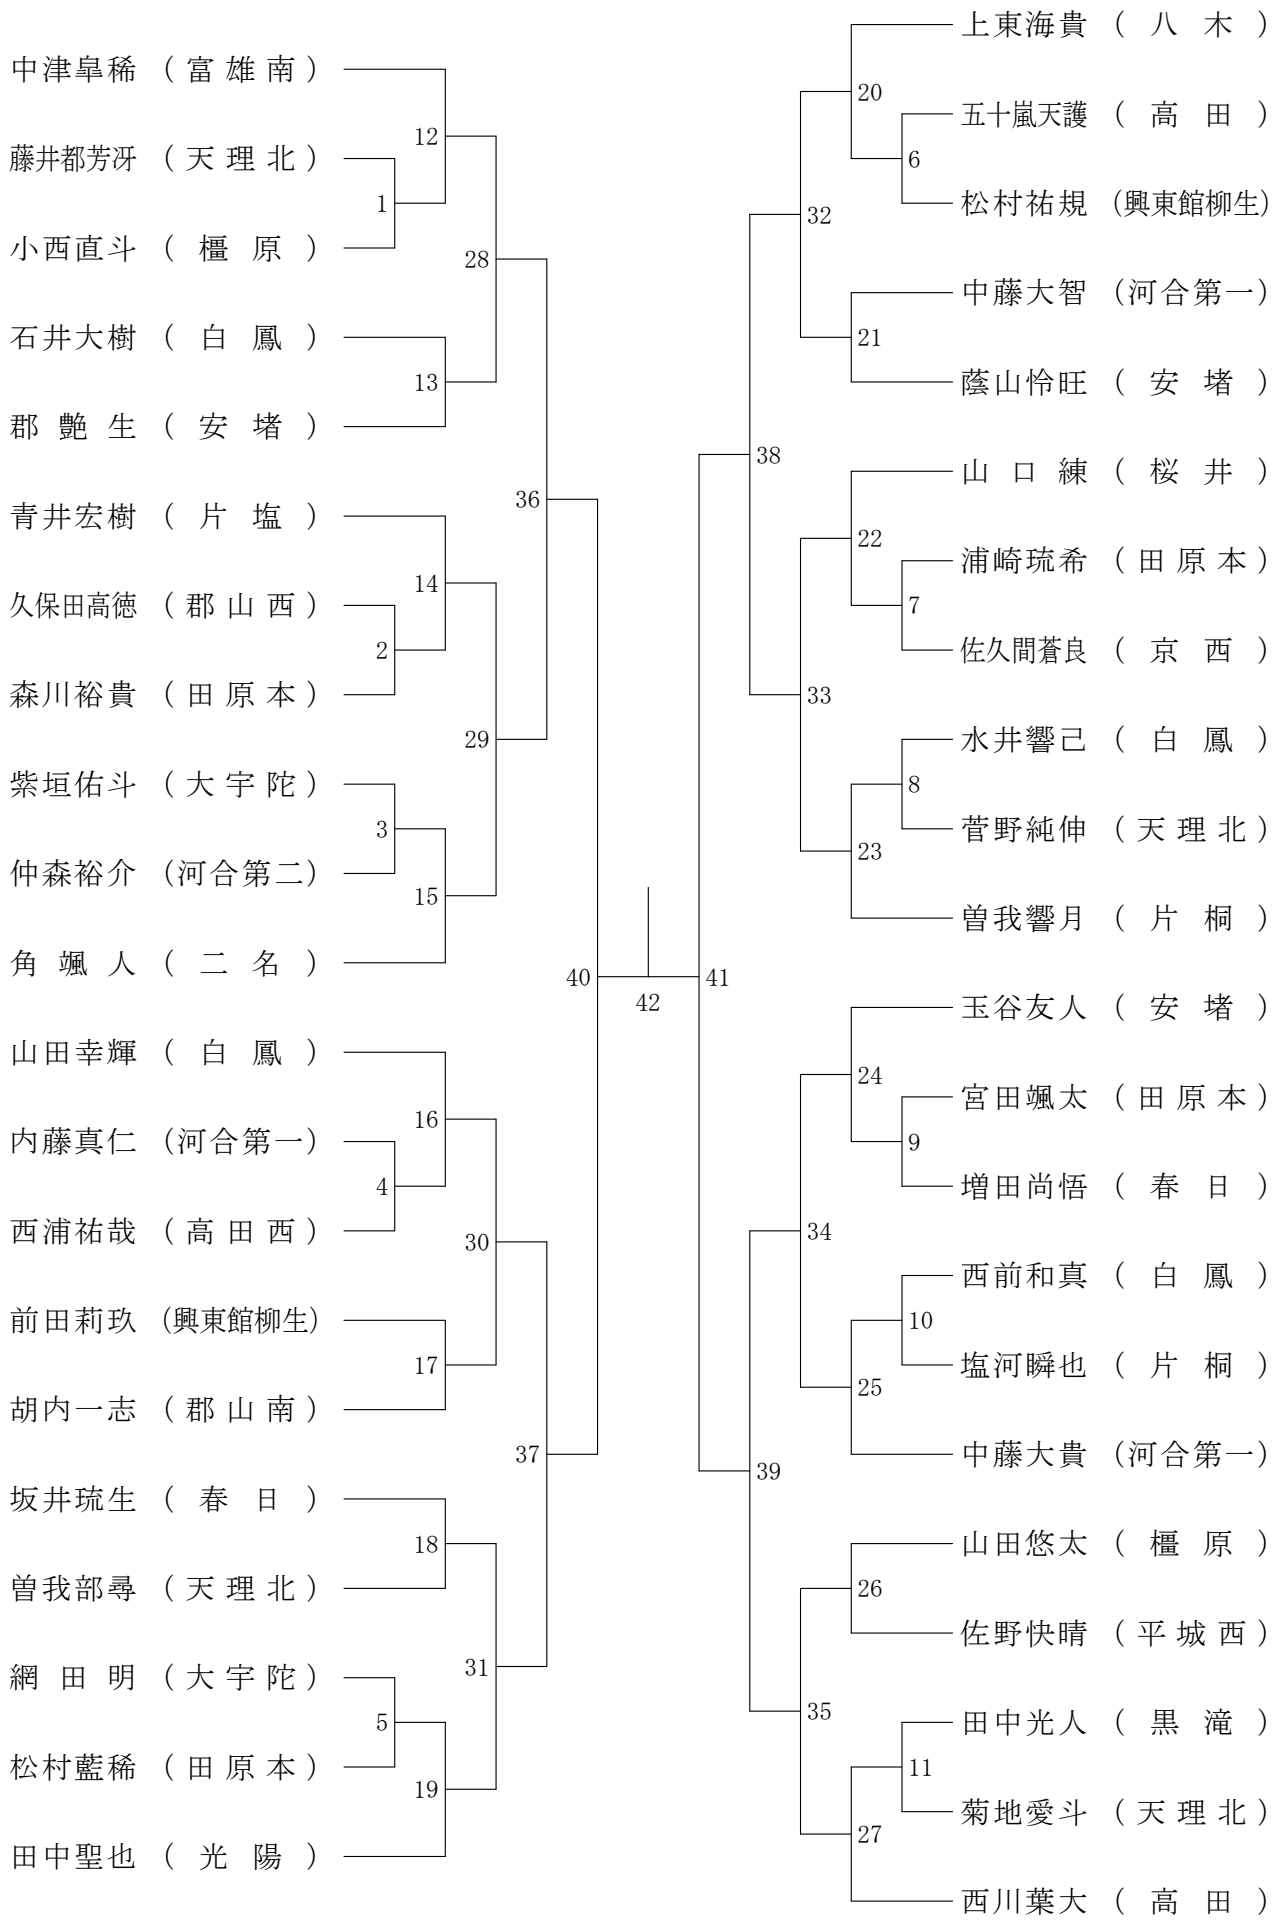 中津皐稀 (富雄南)
藤井都芳冴 (天理北)
小西直斗 (橿原)
石井大樹 (白鳳)
郡艶生 (安堵)
青井宏樹 (片塩)
久保田高徳 (郡山西)
森川裕貴 (田原本)
紫垣佑斗 (大宇陀)
仲森裕介 (河合第二)
角颯人 (二名)
山田幸輝 (白鳳)
内藤真仁 (河合第一)
西浦祐哉 (高田西)
前田莉玖 (興東館柳生)
胡内一志 (郡山南)
坂井琉生 (春日)
曽我部尋 (天理北)
網田明 (大宇陀)
松村藍稀 (田原本)
田中聖也 (光陽)
1
2
3
4
5
12
13
14
15
16
17
18
19
28
29
30
31
36
37
40
42
41
38
39
32
33
34
35
20
21
22
23
24
25
26
27
6
7
8
9
10
11
上東海貴 (八木)
五十嵐天護 (高田)
松村祐規 (興東館柳生)
中藤大智 (河合第一)
蔭山怜旺 (安堵)
山口練 (桜井)
浦崎琉希 (田原本)
佐久間蒼良 (京西)
水井響己 (白鳳)
菅野純伸 (天理北)
曽我響月 (片桐)
玉谷友人 (安堵)
宮田颯太 (田原本)
増田尚悟 (春日)
西前和真 (白鳳)
塩河瞬也 (片桐)
中藤大貴 (河合第一)
山田悠太 (橿原)
佐野快晴 (平城西)
田中光人 (黒滝)
菊地愛斗 (天理北)
西川葉大 (高田)